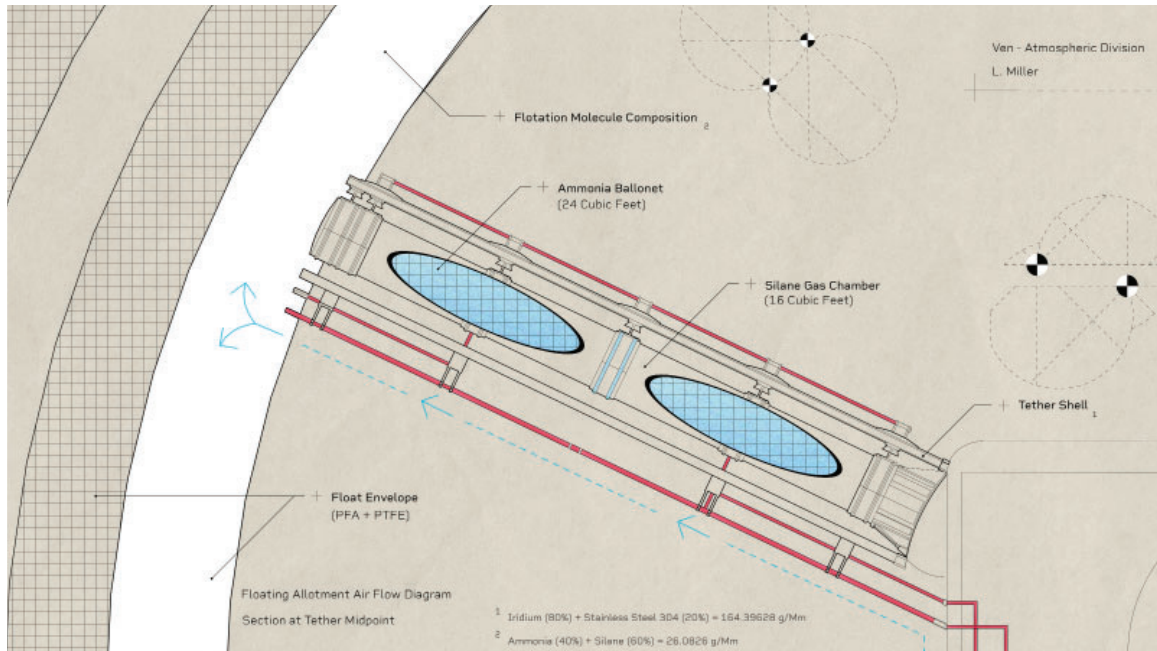 Ven - Atmospheric Division
L. Miller
Flotation Molecule Composition 2
Ammonia Ballonet
(24 Cubic Feet)
Silane Gas Chamber
(16 Cubic Feet)
Tether Shell 1
Float Envelope
(PFA + PTFE)
Floating Allotment Air Flow Diagram
Section at Tether Midpoint
1 Iridium (80%) + Stainless Steel 304 (20%) = 164.39628 g/Mm
2 Ammonia (40%) + Silane (60%) = 26.0826 g/Mm